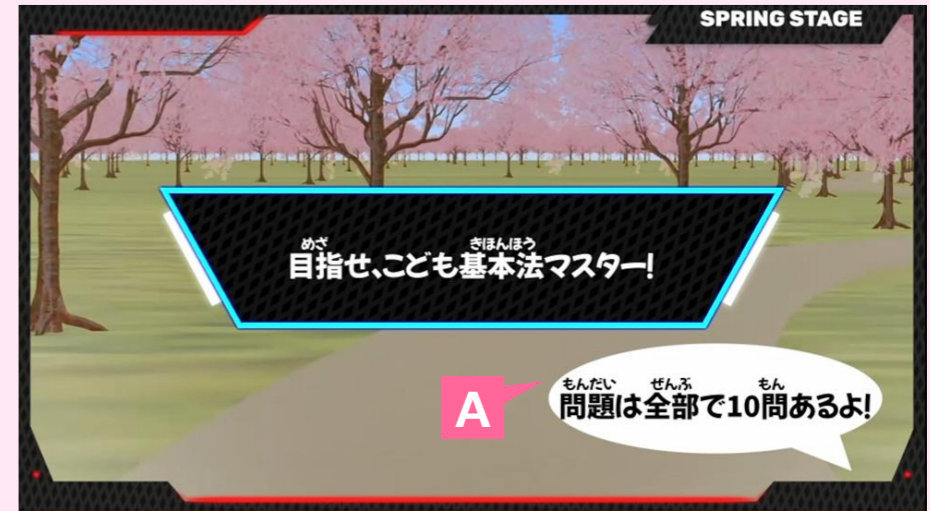 SPRING STAGE
めざ きほんほう
目指せ、こども基本法マスター!
もんだい ぜんぶ もん
問題は全部で10問あるよ!
A